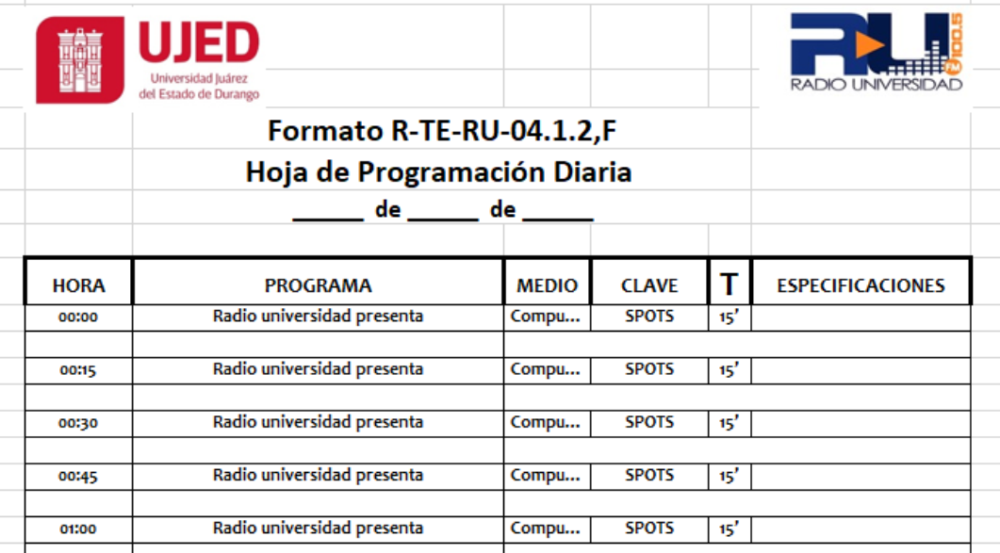 UJED
Universidad Juárez
del Estado de Durango
RU 100.5
RADIO UNIVERSIDAD
Formato R-TE-RU-04.1.2,F
Hoja de Programación Diaria
______ de ______ de ______
HORA PROGRAMA MEDIO CLAVE T ESPECIFICACIONES
00:00 Radio universidad presenta Compu... SPOTS 15’
00:15 Radio universidad presenta Compu... SPOTS 15’
00:30 Radio universidad presenta Compu... SPOTS 15’
00:45 Radio universidad presenta Compu... SPOTS 15’
01:00 Radio universidad presenta Compu... SPOTS 15’